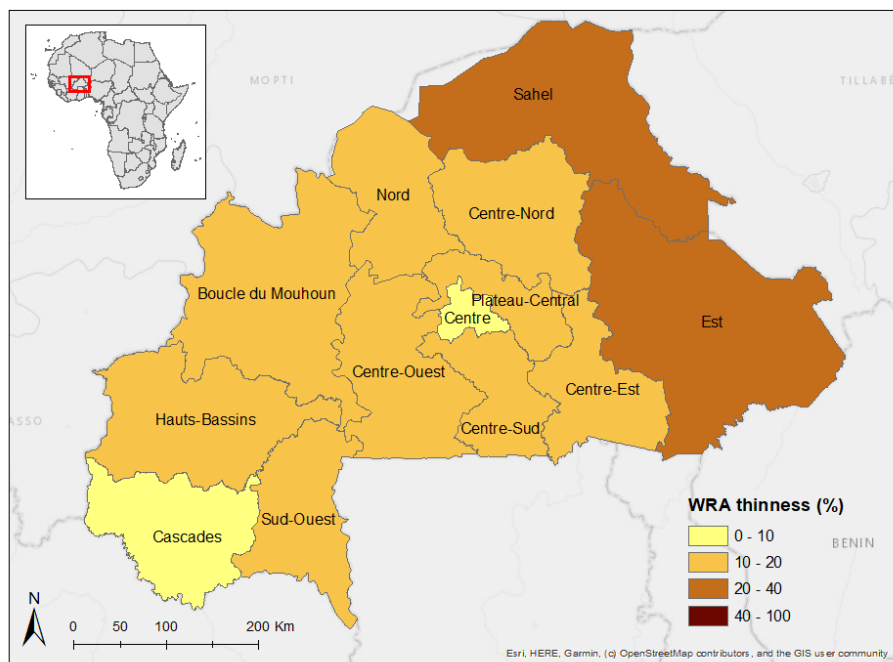 MOPTI
TILLABÉ
Sahel
Nord
Centre-Nord
Boucle du Mouhoun
Plateau-Central
Centre
Est
Centre-Ouest
Centre-Est
Hauts-Bassins
Centre-Sud
ASSO
Sud-Ouest
Cascades
WRA thinness (%)
0 - 10
10 - 20
20 - 40
40 - 100
BENIN
N
0 50 100 200 Km
Esri, HERE, Garmin, (c) OpenStreetMap contributors, and the GIS user community